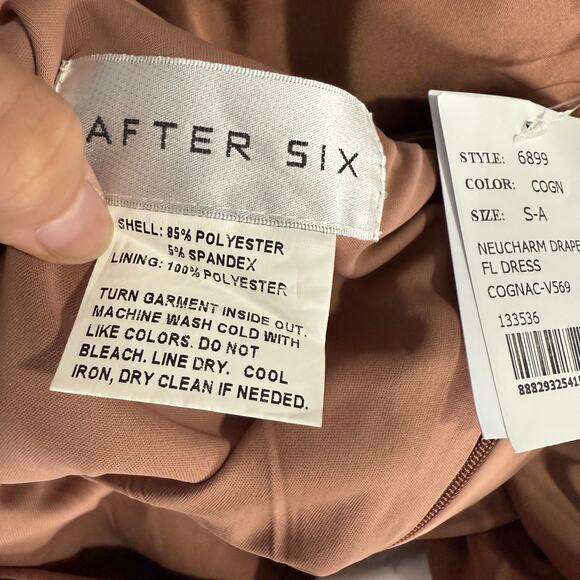 AFTER SIX
SHELL: 95% POLYESTER
5% SPANDEX
LINING: 100% POLYESTER
TURN GARMENT INSIDE OUT.
MACHINE WASH COLD WITH
LIKE COLORS. DO NOT
BLEACH. LINE DRY. COOL
IRON, DRY CLEAN IF NEEDED.
STYLE: 6899
COLOR: COGN
SIZE: S-A
NEUCHARM DRAPE
FL DRESS
COGNAC-V569
133536
88829325415